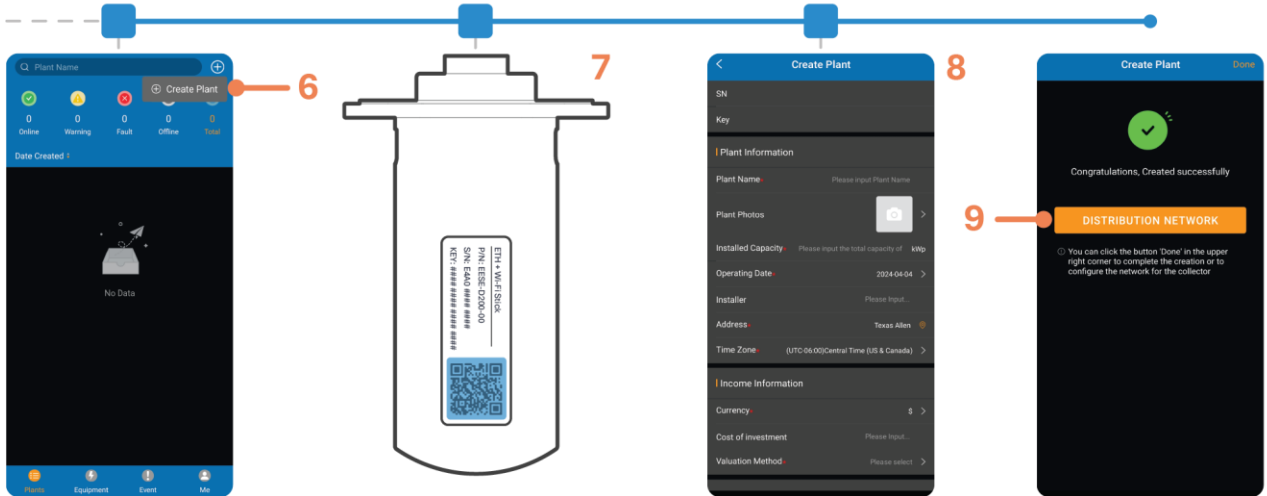 Plant Name
Create Plant
6
0
0
0
0
0
Online
Warning
Fault
Offline
Total
Date Created
No Data
Plants
Equipment
Event
Me
7
ETH + Wi-Fi Stick
P/N: EESE-D200-00
S/N: E4A0 #### ####
KEY: #### #### #### ####
8
Create Plant
SN
Key
Plant Information
Plant Name*
Please input Plant Name
Plant Photos
Installed Capacity*
Please input the total capacity of
kWp
Operating Date*
2024-04-04
Installer
Please Input...
Address*
Texas Allen
Time Zone*
(UTC-06:00)Central Time (US & Canada)
Income Information
Currency*
$
Cost of investment
Please Input...
Valuation Method*
Please select
Create Plant
Done
Congratulations, Created successfully
9
DISTRIBUTION NETWORK
You can click the button 'Done' in the upper
right corner to complete the creation or to
configure the network for the collector